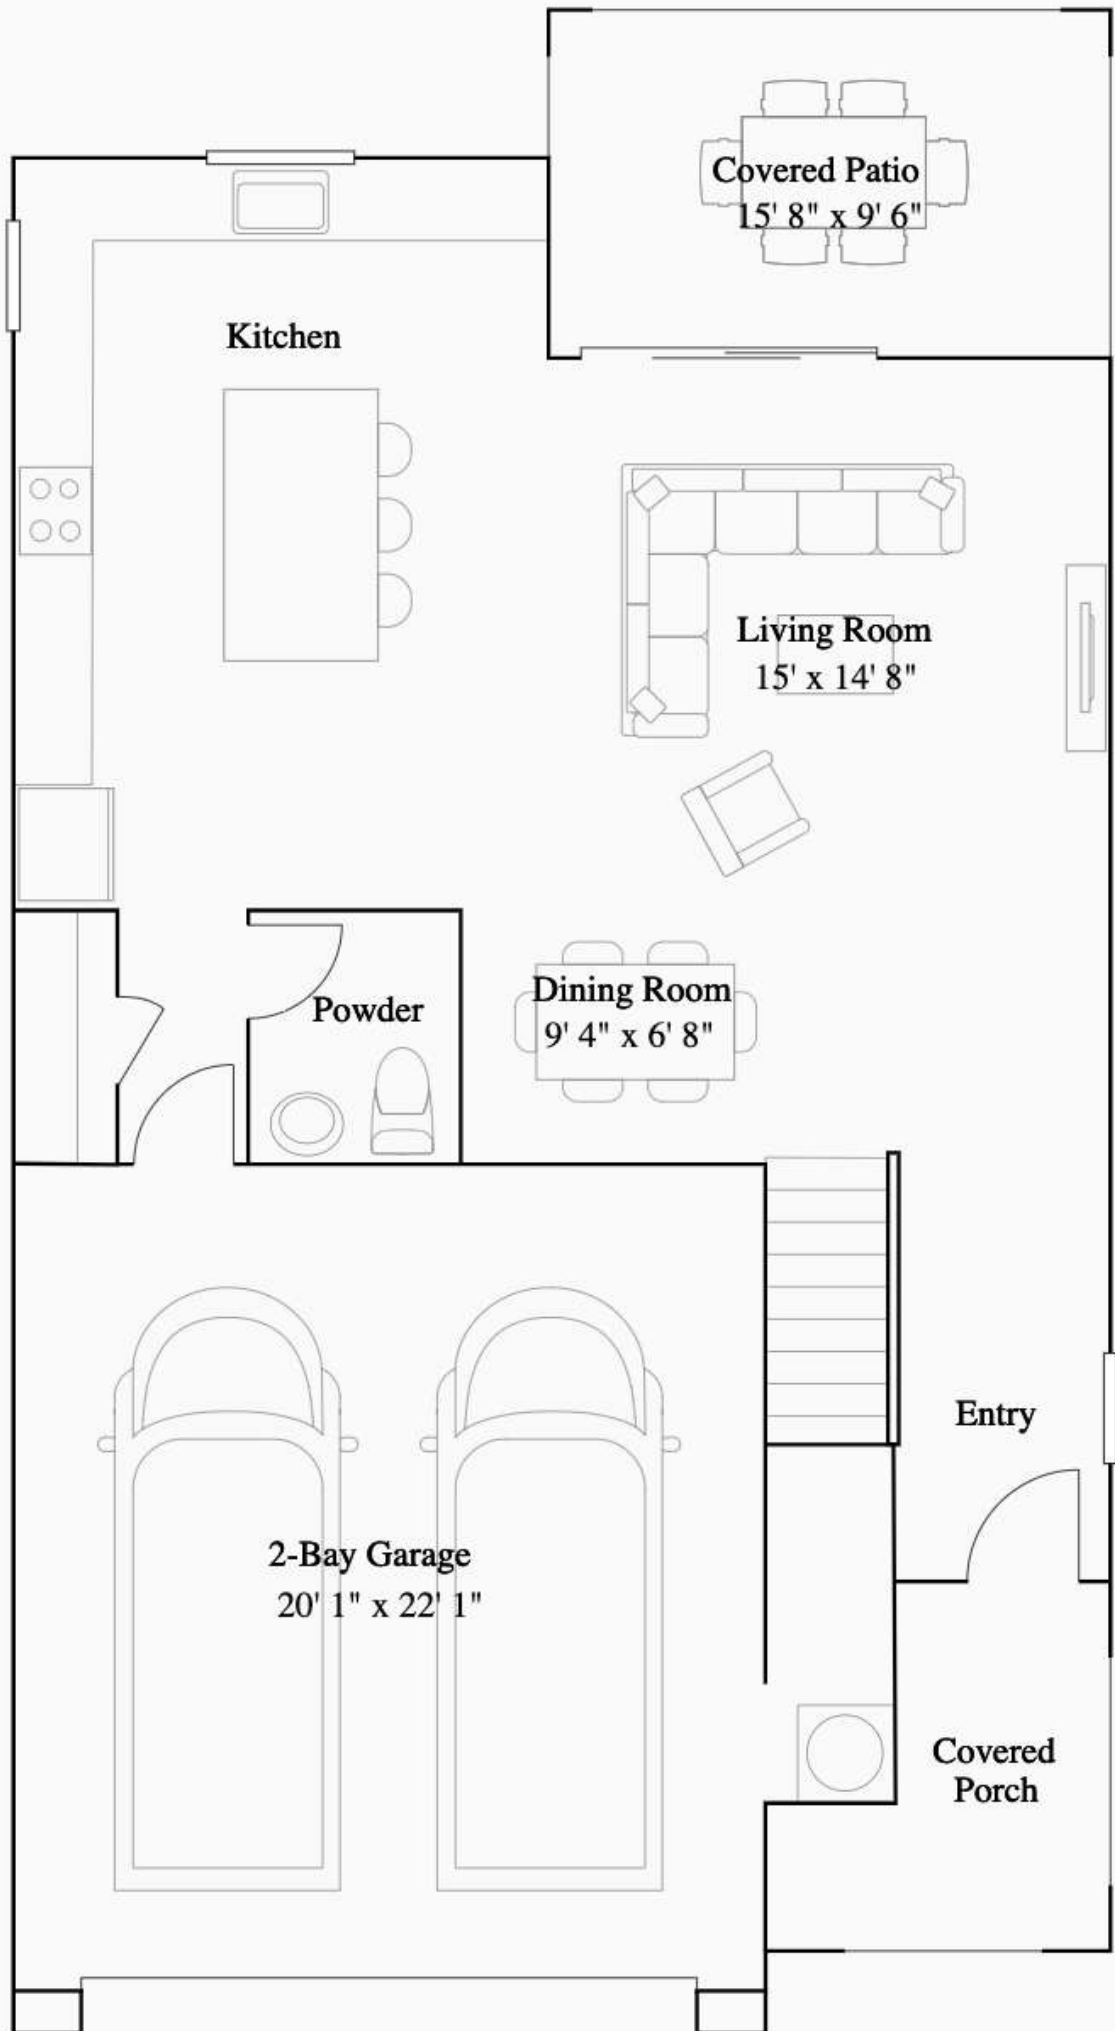 Covered Patio
15' 8" x 9' 6"
Kitchen
Living Room
15' x 14' 8"
Powder
Dining Room
9' 4" x 6' 8"
Entry
2-Bay Garage
20' 1" x 22' 1"
Covered
Porch